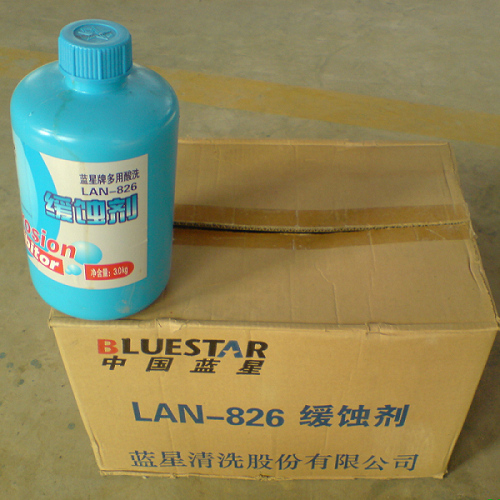 蓝星牌多用酸洗
LAN-826
缓蚀剂
净含量: 3.0kg
BLUESTAR
中国蓝星
LAN-826 缓蚀剂
蓝星清洗股份有限公司